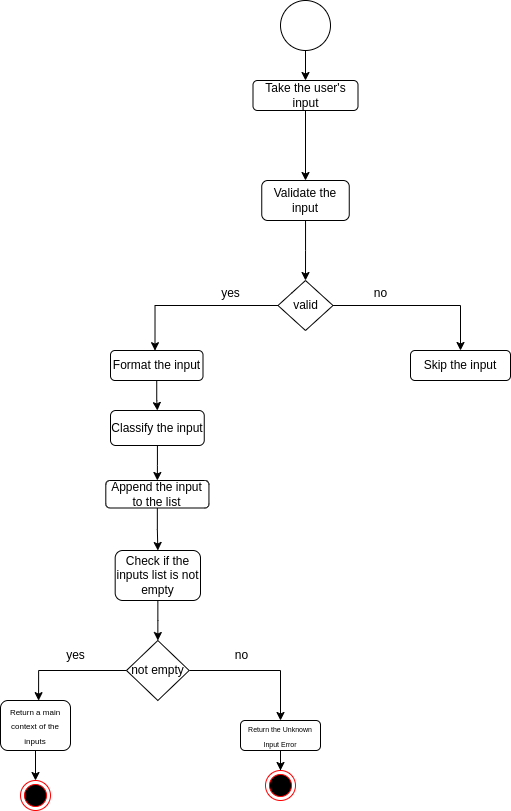 Take the user's
input
Validate the
input
yes
no
valid
Format the input
Skip the input
Classify the input
Append the input
to the list
Check if the
inputs list is not
empty
yes
no
not empty
Return a main
context of the
inputs
Return the Unknown
Input Error